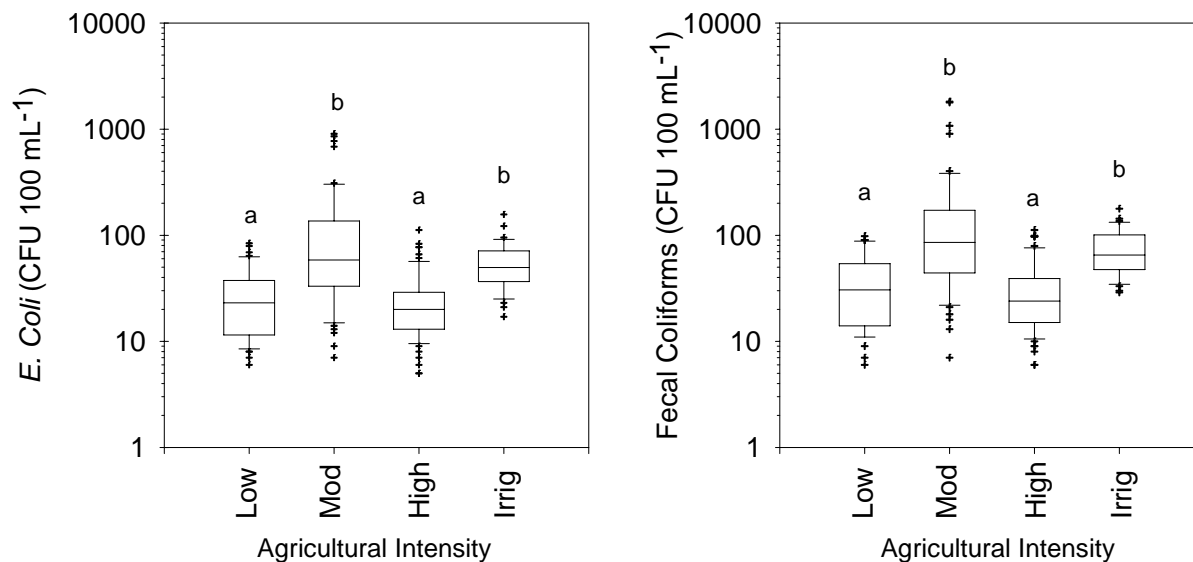 E. Coli (CFU 100 mL-1)
10000
1000
100
10
1
a
b
a
b
Low
Mod
High
Irrig
Agricultural Intensity
Fecal Coliforms (CFU 100 mL-1)
10000
1000
100
10
1
a
b
a
b
Low
Mod
High
Irrig
Agricultural Intensity